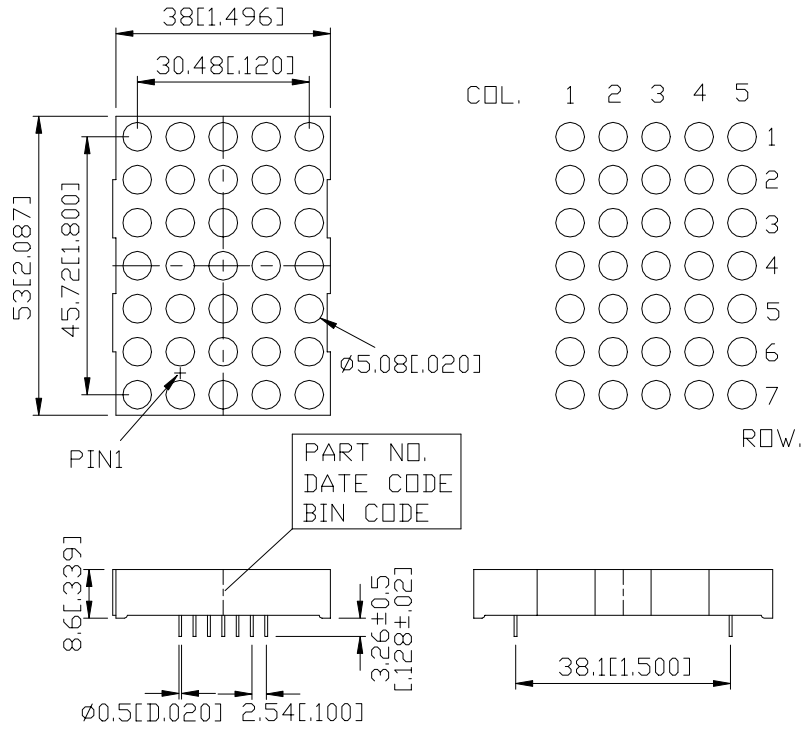 38[1.496]
30.48[.120]
COL. 1 2 3 4 5
1
2
3
4
5
6
7
ROW.
53[2.087]
45.72[1.800]
Ø5.08[.020]
PIN1
PART NO.
DATE CODE
BIN CODE
8.6[.339]
3.26±0.5
[.128±.02]
38.1[1.500]
Ø0.5[D.020] 2.54[.100]